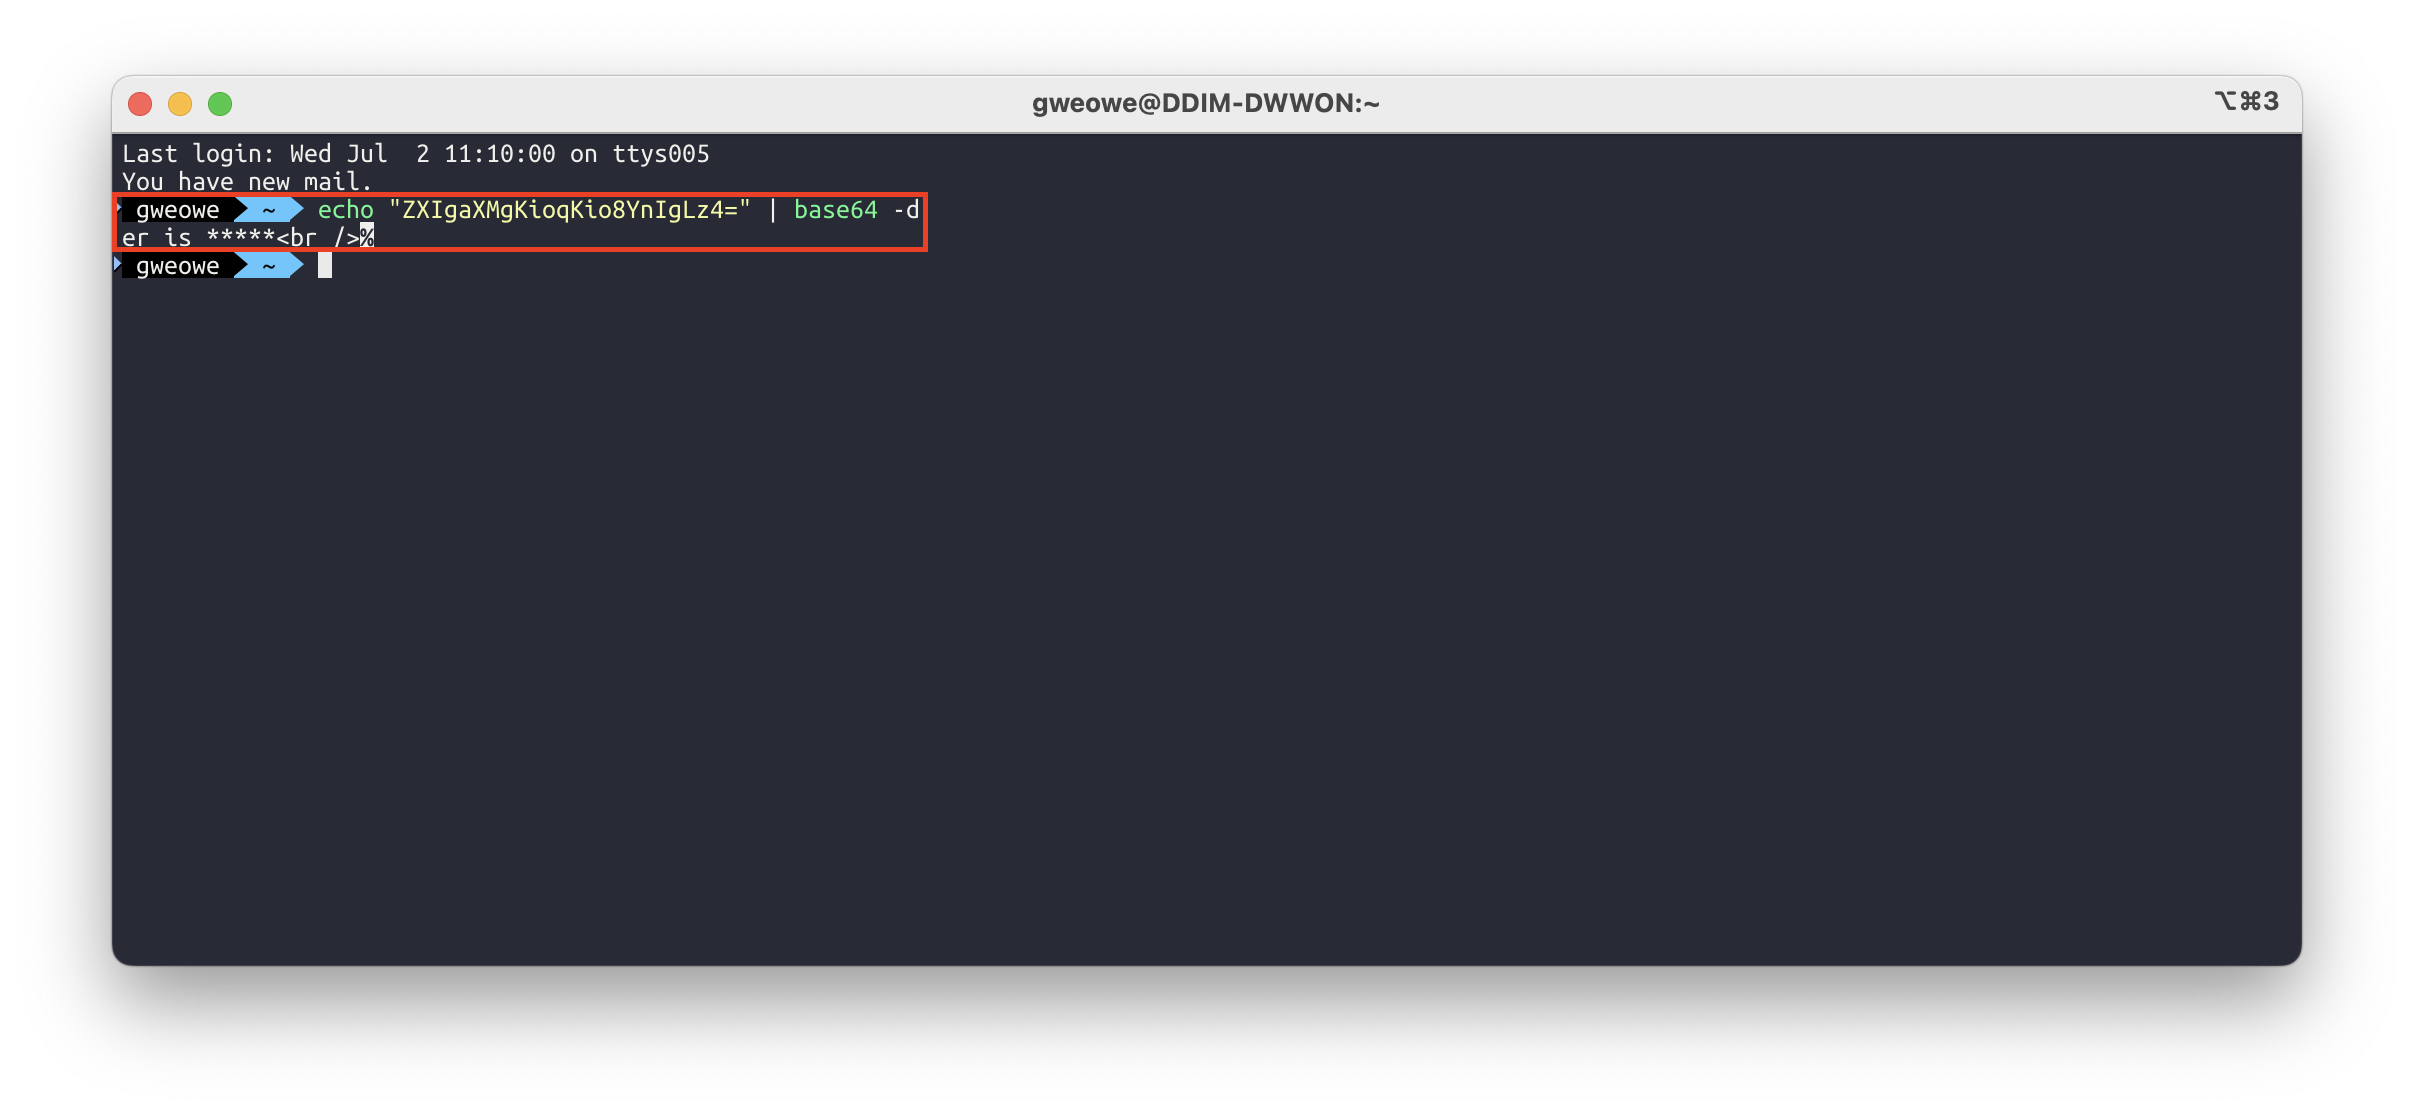 gweowe@DDIM-DWWON:~
⌥⌘3
Last login: Wed Jul  2 11:10:00 on ttys005
You have new mail.
gweowe ~ echo "ZXIgaXMgKioqKio8YnIgLz4=" | base64 -d
er is *****<br />%
gweowe ~